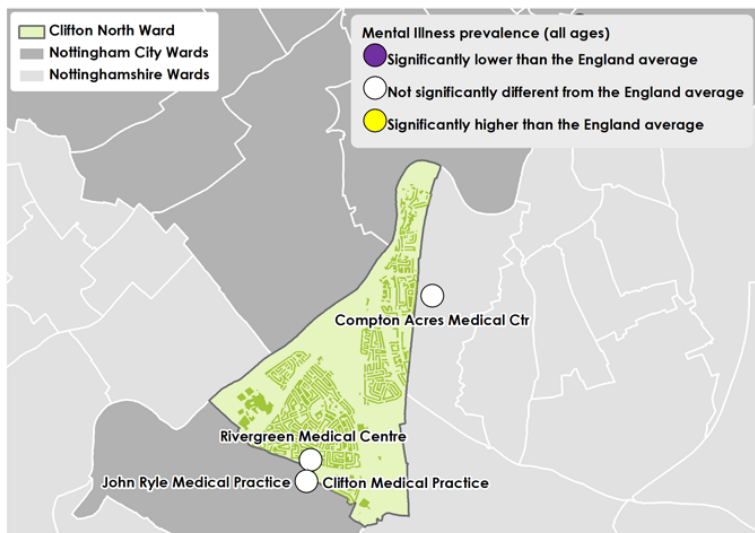 Clifton North Ward
Nottingham City Wards
Nottinghamshire Wards
Mental Illness prevalence (all ages)
Significantly lower than the England average
Not significantly different from the England average
Significantly higher than the England average
Compton Acres Medical Ctr
Rivergreen Medical Centre
John Ryle Medical Practice
Clifton Medical Practice